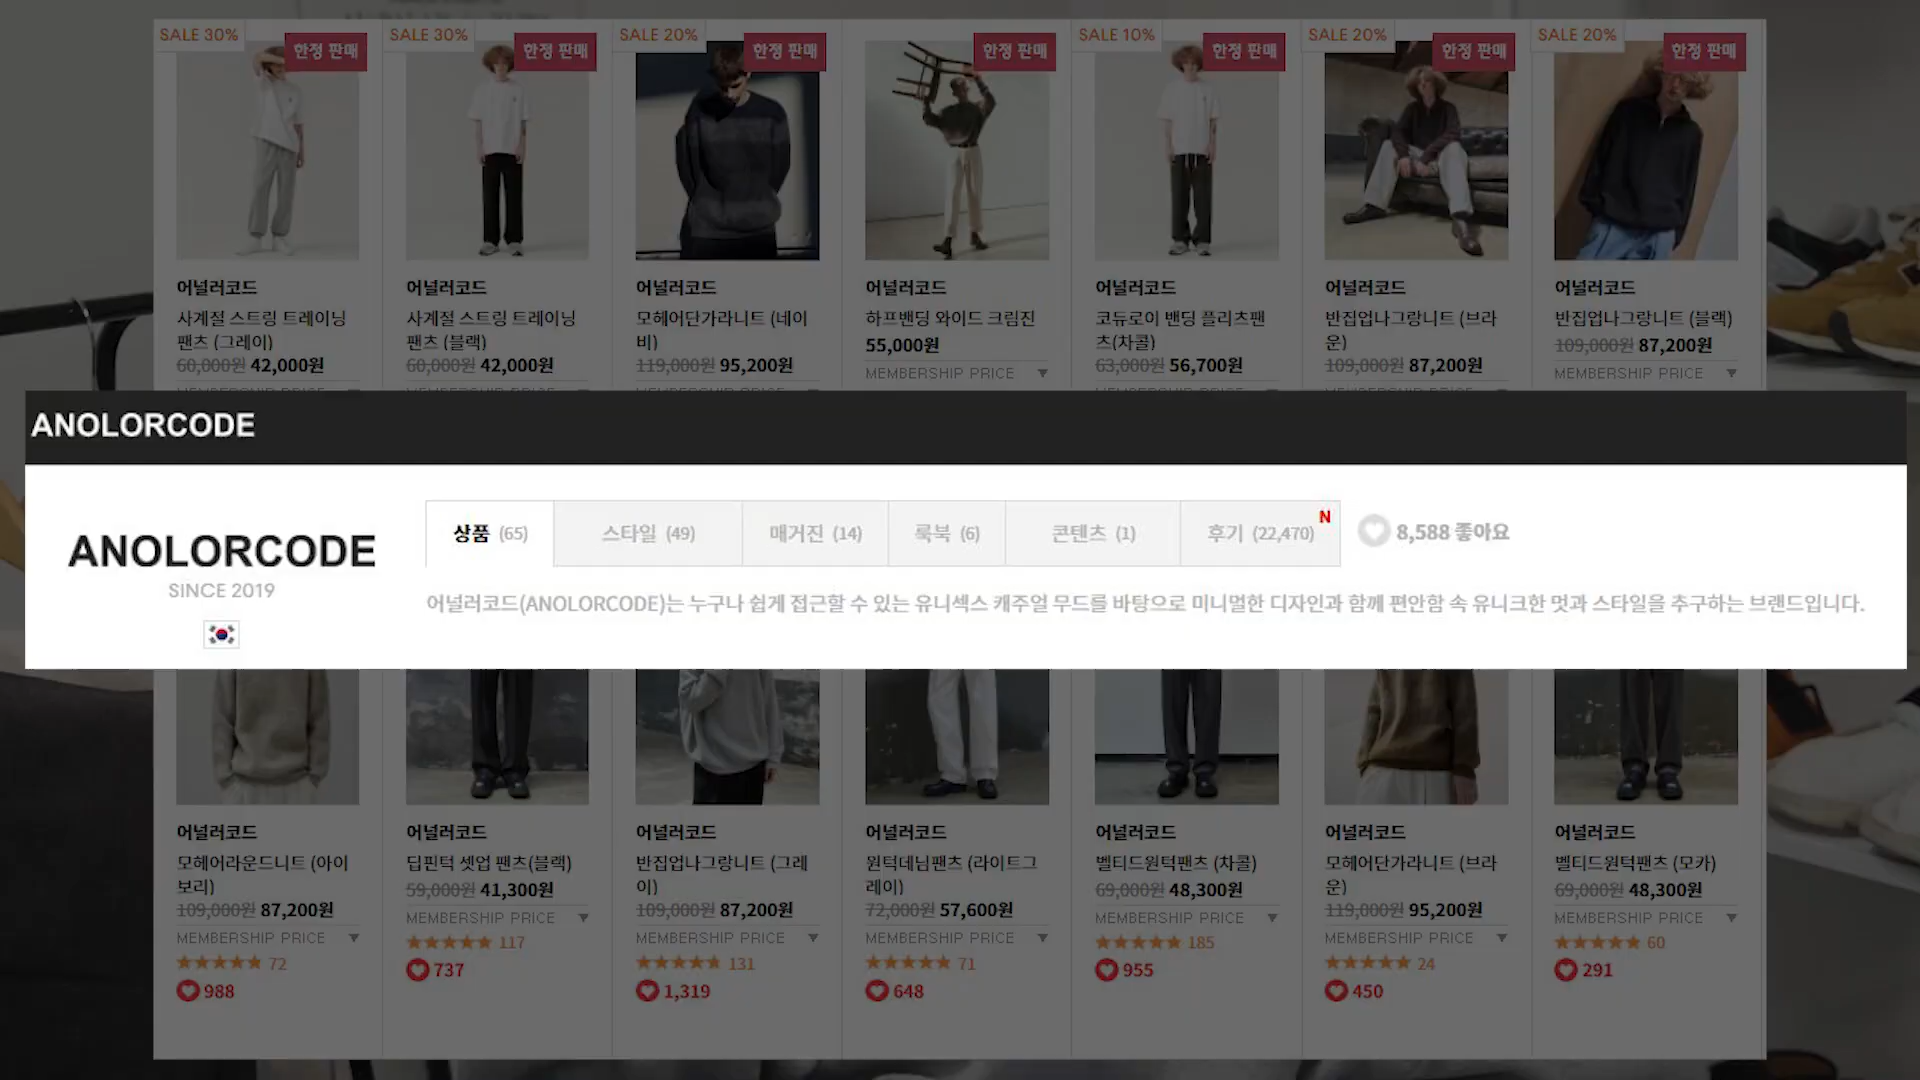 SALE 30%
한정 판매
SALE 30%
한정 판매
SALE 20%
한정 판매
한정 판매
SALE 10%
한정 판매
SALE 20%
한정 판매
SALE 20%
한정 판매
어널러코드
사계절 스트링 트레이닝
팬츠 (그레이)
60,000원 42,000원
어널러코드
사계절 스트링 트레이닝
팬츠 (블랙)
60,000원 42,000원
어널러코드
모헤어단가라니트 (네이
비)
119,000원 95,200원
어널러코드
하프밴딩 와이드 크림진
55,000원
MEMBERSHIP PRICE ▼
어널러코드
코듀로이 밴딩 플리츠팬
츠(차콜)
63,000원 56,700원
어널러코드
반집업나그랑니트 (브라
운)
109,000원 87,200원
어널러코드
반집업나그랑니트 (블랙)
109,000원 87,200원
MEMBERSHIP PRICE ▼
ANOLORCODE
ANOLORCODE
SINCE 2019
상품 (65)
스타일 (49)
매거진 (14)
룩북 (6)
콘텐츠 (1)
후기 (22,470)
N
8,588 좋아요
어널러코드(ANOLORCODE)는 누구나 쉽게 접근할 수 있는 유니섹스 캐주얼 무드를 바탕으로 미니멀한 디자인과 함께 편안함 속 유니크한 멋과 스타일을 추구하는 브랜드입니다.
어널러코드
모헤어라운드니트 (아이
보리)
109,000원 87,200원
MEMBERSHIP PRICE ▼
★★★★★ 72
988
어널러코드
딥핀턱 셋업 팬츠(블랙)
59,000원 41,300원
MEMBERSHIP PRICE ▼
★★★★★ 117
737
어널러코드
반집업나그랑니트 (그레
이)
109,000원 87,200원
MEMBERSHIP PRICE ▼
★★★★★ 131
1,319
어널러코드
원턱데님팬츠 (라이트그
레이)
72,000원 57,600원
MEMBERSHIP PRICE ▼
★★★★★ 71
648
어널러코드
벨티드원턱팬츠 (차콜)
69,000원 48,300원
MEMBERSHIP PRICE ▼
★★★★★ 185
955
어널러코드
모헤어단가라니트 (브라
운)
119,000원 95,200원
MEMBERSHIP PRICE ▼
★★★★★ 24
450
어널러코드
벨티드원턱팬츠 (모카)
69,000원 48,300원
MEMBERSHIP PRICE ▼
★★★★★ 60
291